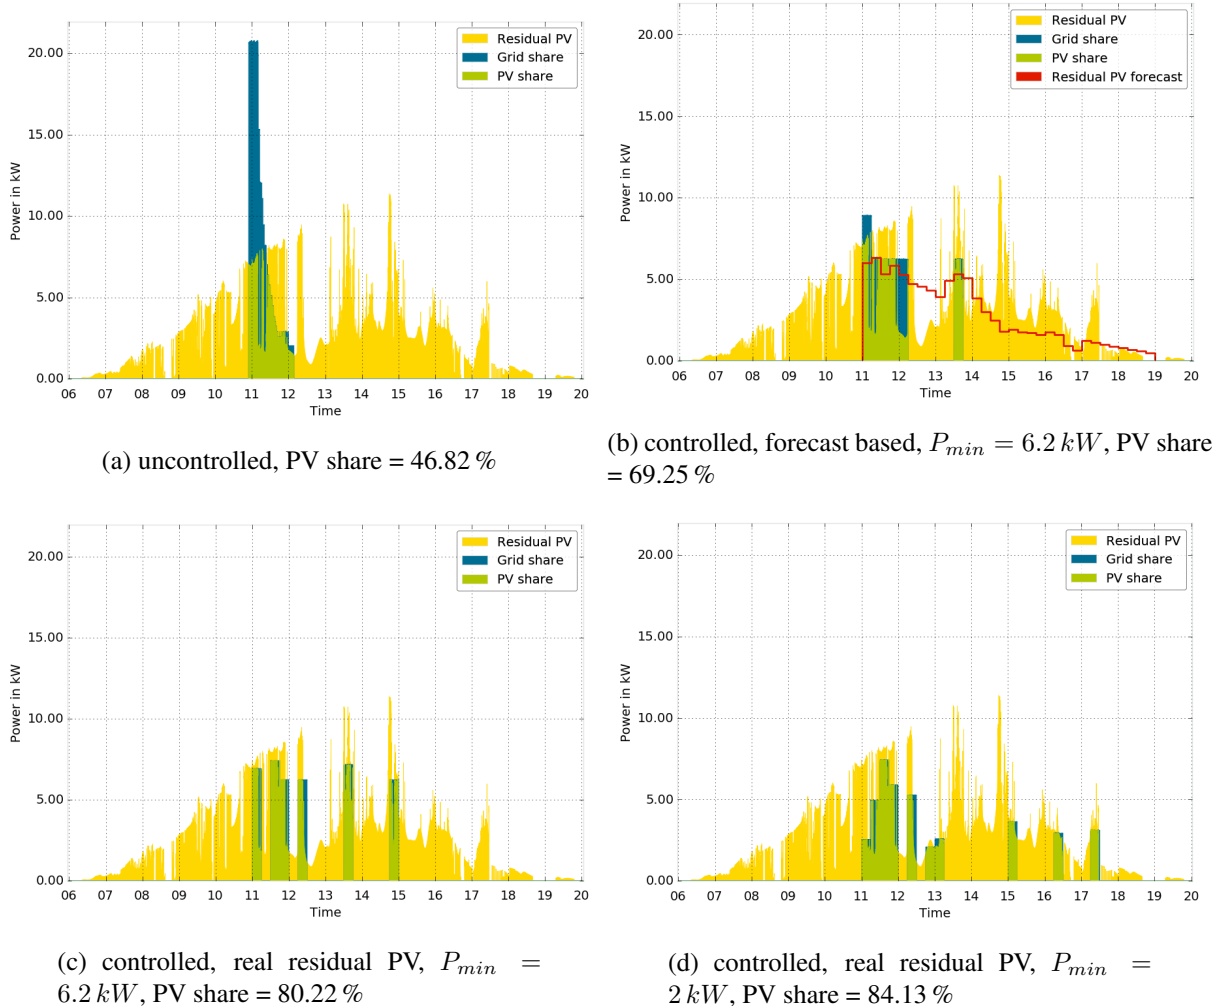 20.00
15.00
10.00
5.00
0.00
Power in kW
06 07 08 09 10 11 12 13 14 15 16 17 18 19 20
Time
Residual PV
Grid share
PV share
(a) uncontrolled, PV share = 46.82 %
20.00
15.00
10.00
5.00
0.00
Power in kW
06 07 08 09 10 11 12 13 14 15 16 17 18 19 20
Time
Residual PV
Grid share
PV share
Residual PV forecast
(b) controlled, forecast based, P_{min} = 6.2 kW, PV share
= 69.25 %
20.00
15.00
10.00
5.00
0.00
Power in kW
06 07 08 09 10 11 12 13 14 15 16 17 18 19 20
Time
Residual PV
Grid share
PV share
(c) controlled, real residual PV, P_{min} =
6.2 kW, PV share = 80.22 %
20.00
15.00
10.00
5.00
0.00
Power in kW
06 07 08 09 10 11 12 13 14 15 16 17 18 19 20
Time
Residual PV
Grid share
PV share
(d) controlled, real residual PV, P_{min} =
2 kW, PV share = 84.13 %